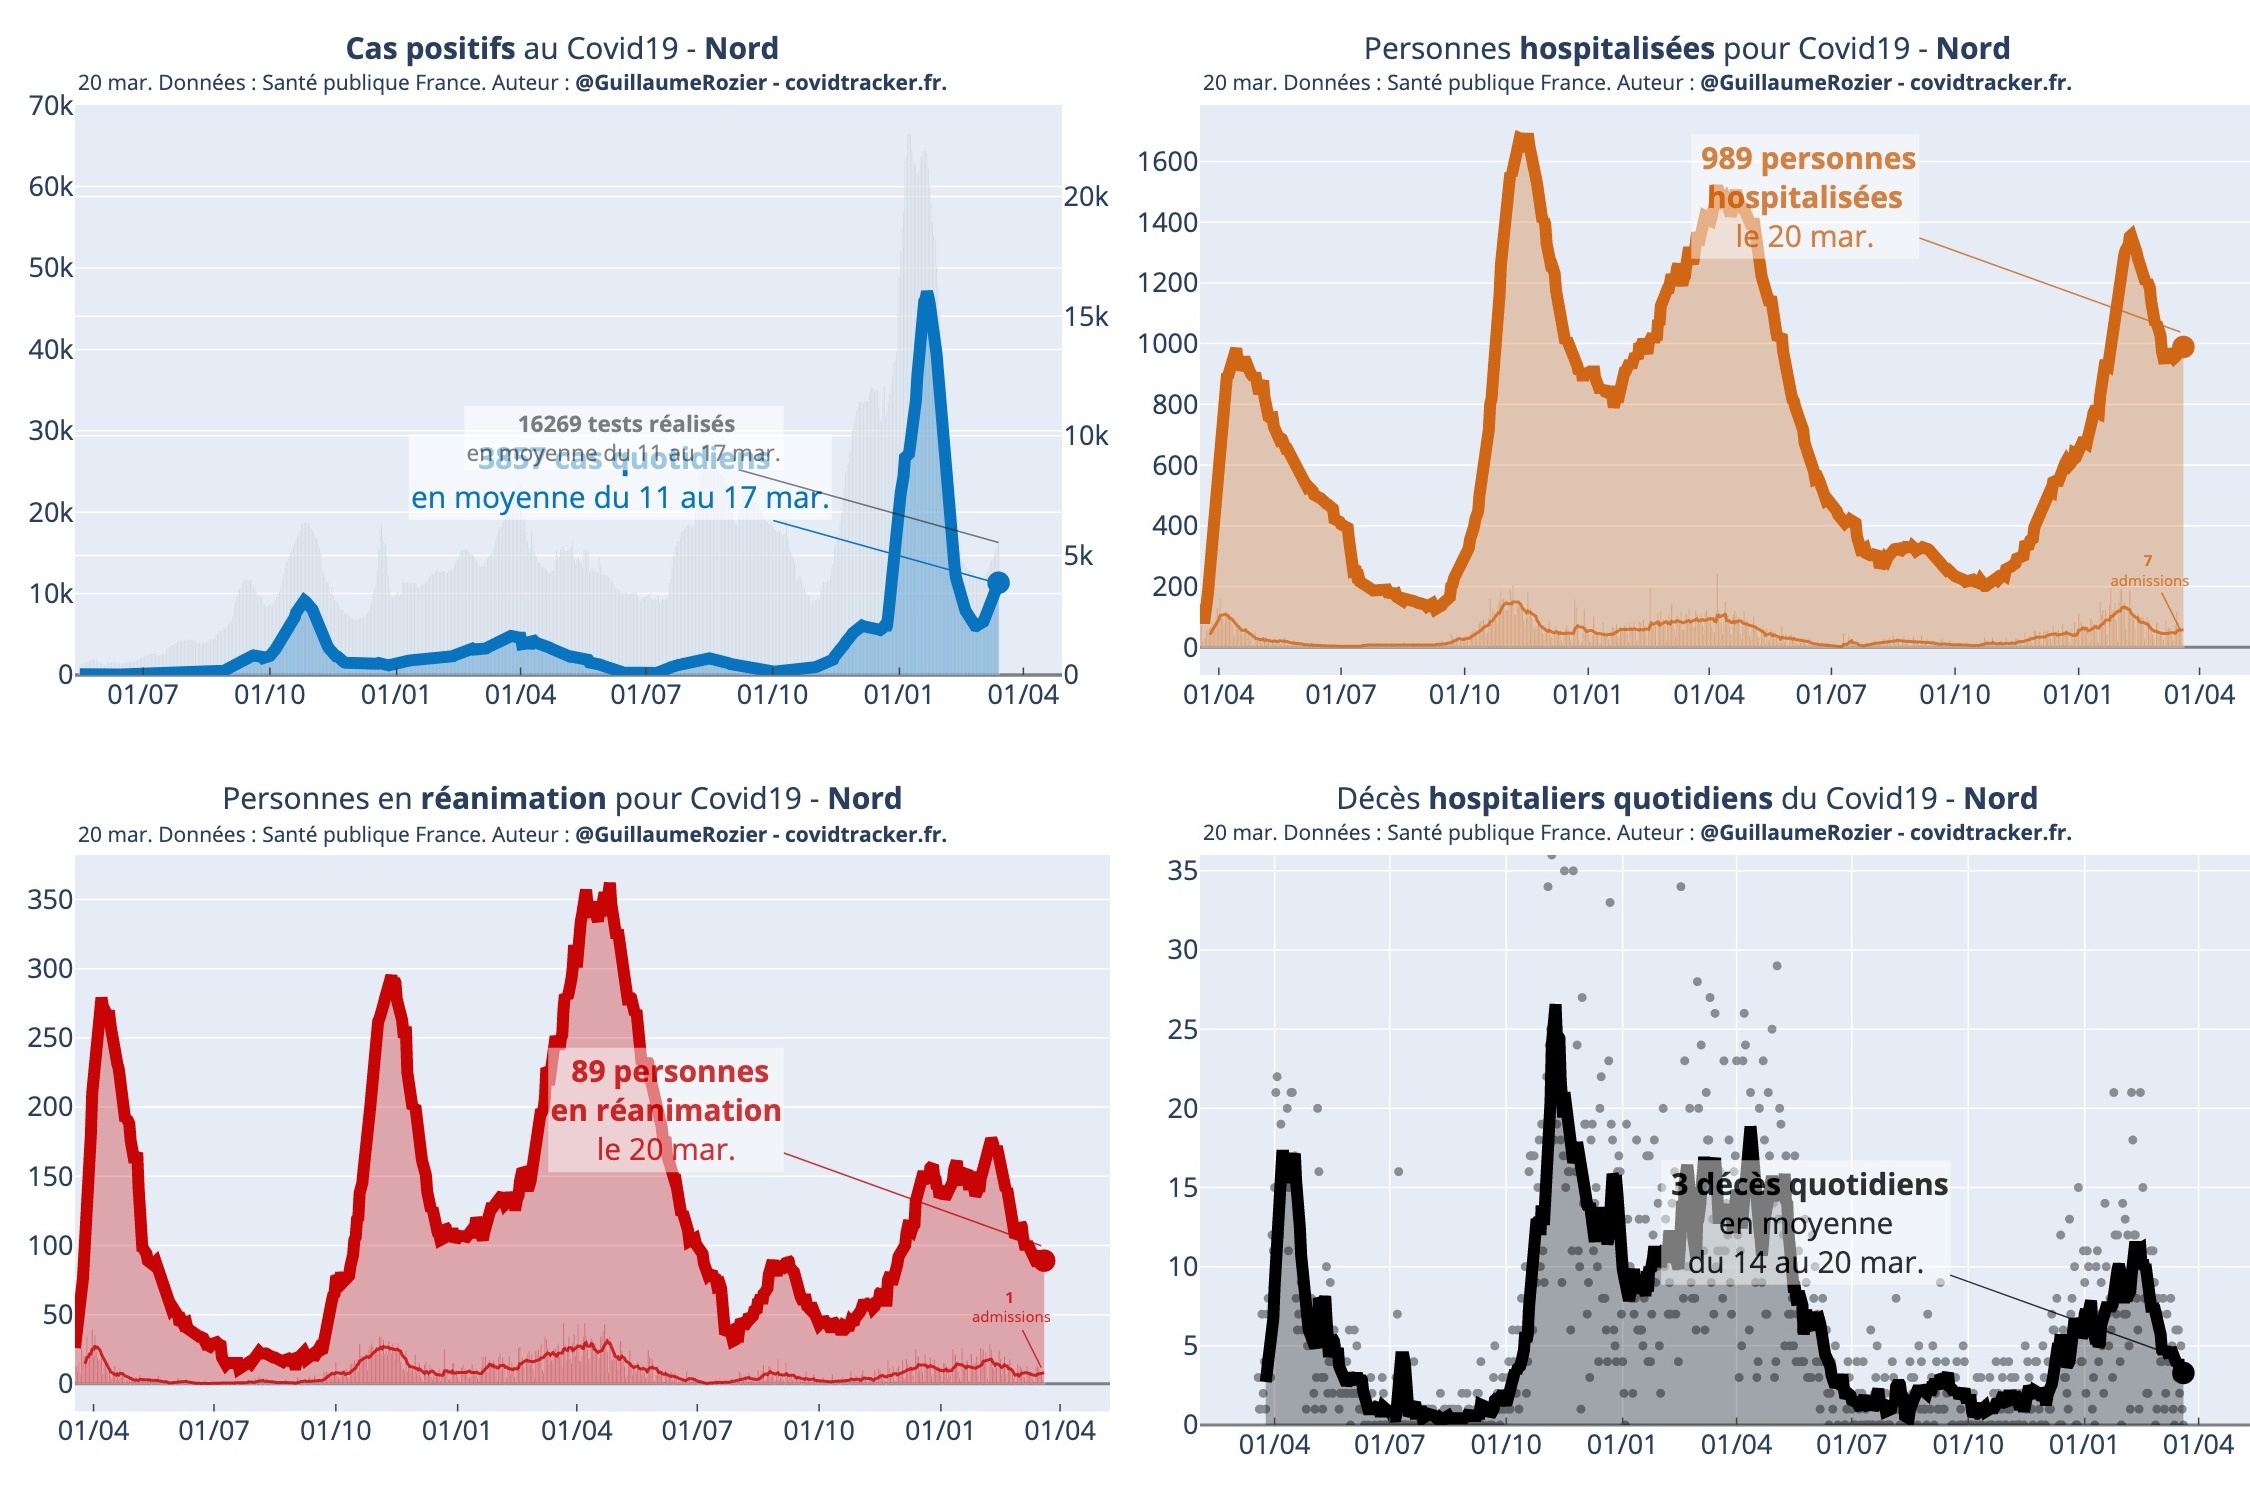 Cas positifs au Covid19 - Nord
20 mar. Données : Santé publique France. Auteur : @GuillaumeRozier - covidtracker.fr.
70k
60k
50k
40k
30k
20k
10k
0
20k
15k
10k
5k
0
16269 tests réalisés
en moyenne du 11 au 17 mar.
3857 cas quotidiens
en moyenne du 11 au 17 mar.
01/07
01/10
01/01
01/04
01/07
01/10
01/01
01/04
Personnes hospitalisées pour Covid19 - Nord
20 mar. Données : Santé publique France. Auteur : @GuillaumeRozier - covidtracker.fr.
1600
1400
1200
1000
800
600
400
200
0
989 personnes
hospitalisées
le 20 mar.
7
admissions
01/04
01/07
01/10
01/01
01/04
01/07
01/10
01/01
01/04
Personnes en réanimation pour Covid19 - Nord
20 mar. Données : Santé publique France. Auteur : @GuillaumeRozier - covidtracker.fr.
350
300
250
200
150
100
50
0
89 personnes
en réanimation
le 20 mar.
1
admissions
01/04
01/07
01/10
01/01
01/04
01/07
01/10
01/01
01/04
Décès hospitaliers quotidiens du Covid19 - Nord
20 mar. Données : Santé publique France. Auteur : @GuillaumeRozier - covidtracker.fr.
35
30
25
20
15
10
5
0
3 décès quotidiens
en moyenne
du 14 au 20 mar.
01/04
01/07
01/10
01/01
01/04
01/07
01/10
01/01
01/04